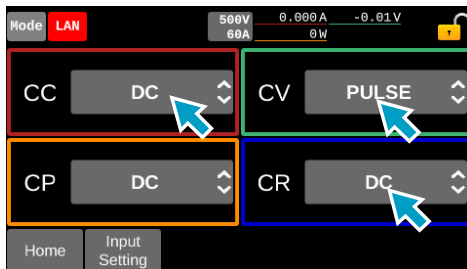 Mode LAN 500V 0.000A -0.01V
60A 0W
CC DC CV PULSE
CP DC CR DC
Home Input
Setting